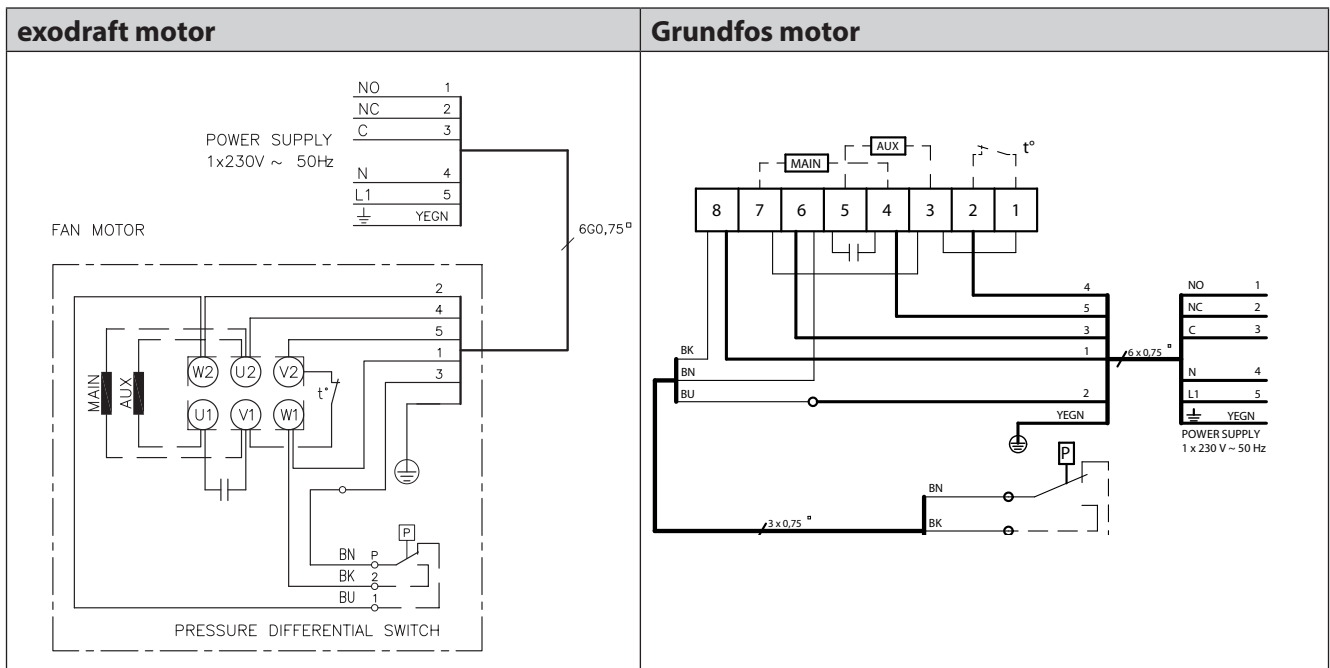 exodraft motor
NO 1
NC 2
C 3
POWER SUPPLY
1x230V ~ 50Hz
N 4
L1 5
YEGN
FAN MOTOR
6G0,75▫
2
4
5
1
3
MAIN
AUX
W2 U2 V2
t°
U1 V1 W1
P
BN P
BK 2
BU 1
PRESSURE DIFFERENTIAL SWITCH
Grundfos motor
AUX
t°
MAIN
8 7 6 5 4 3 2 1
4
5
3
1
2
YEGN
6 x 0,75 ▫
NO 1
NC 2
C 3
N 4
L1 5
YEGN
POWER SUPPLY
1 x 230 V ~ 50 Hz
BK
BN
BU
P
BN
BK
3 x 0,75 ▫